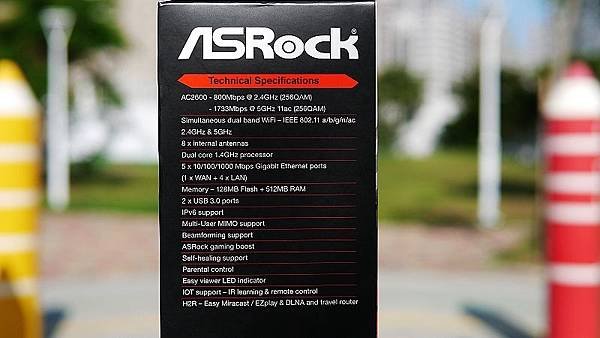 ASRock®
Technical Specifications
AC2600 - 800Mbps @ 2.4GHz (256QAM)
- 1733Mbps @ 5GHz 11ac (256QAM)
Simultaneous dual band WiFi – IEEE 802.11 a/b/g/n/ac
2.4GHz & 5GHz
8 x internal antennas
Dual core 1.4GHz processor
5 x 10/100/1000 Mbps Gigabit Ethernet ports
(1 x WAN + 4 x LAN)
Memory – 128MB Flash + 512MB RAM
2 x USB 3.0 ports
IPv6 support
Multi-User MIMO support
Beamforming support
ASRock gaming boost
Self-healing support
Parental control
Easy viewer LED indicator
IOT support – IR learning & remote control
H2R – Easy Miracast / EZplay & DLNA and travel router